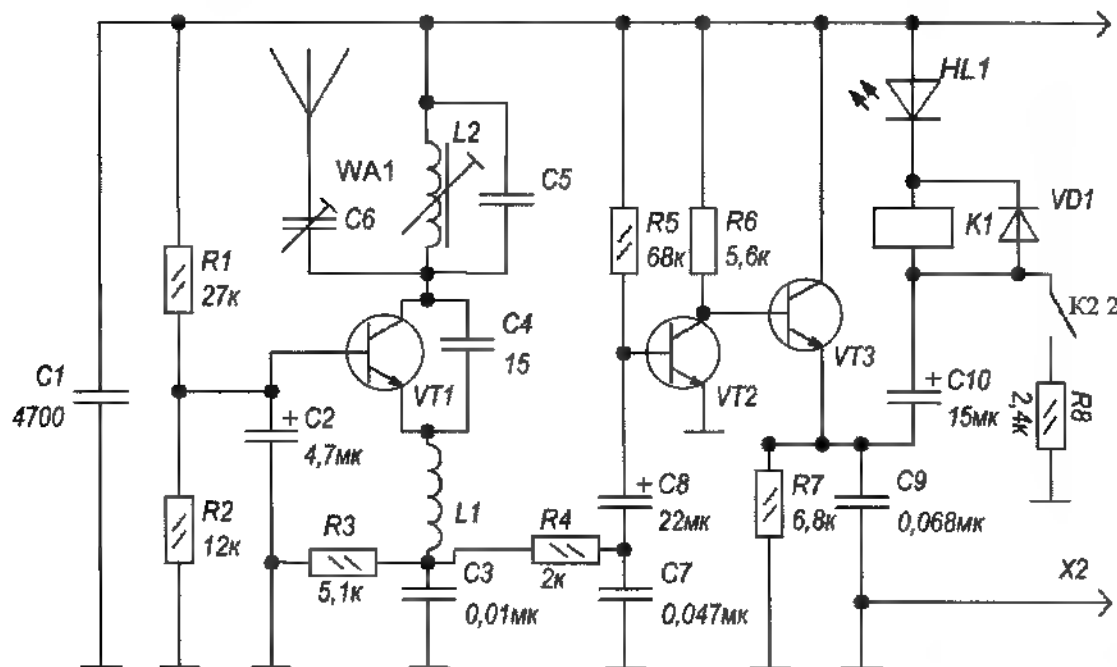 HL1
L2
WA1
C5
C6
VD1
K1
R1
27к
R5
68к
R6
5,6к
K2 2
C4
15
VT3
C1
4700
VT1
VT2
C2
4,7мк
C10
15мк
R8
2,4к
R2
12к
L1
C8
22мк
R7
6,8к
C9
0,068мк
R3
5,1к
R4
2к
C3
0,01мк
C7
0,047мк
X2